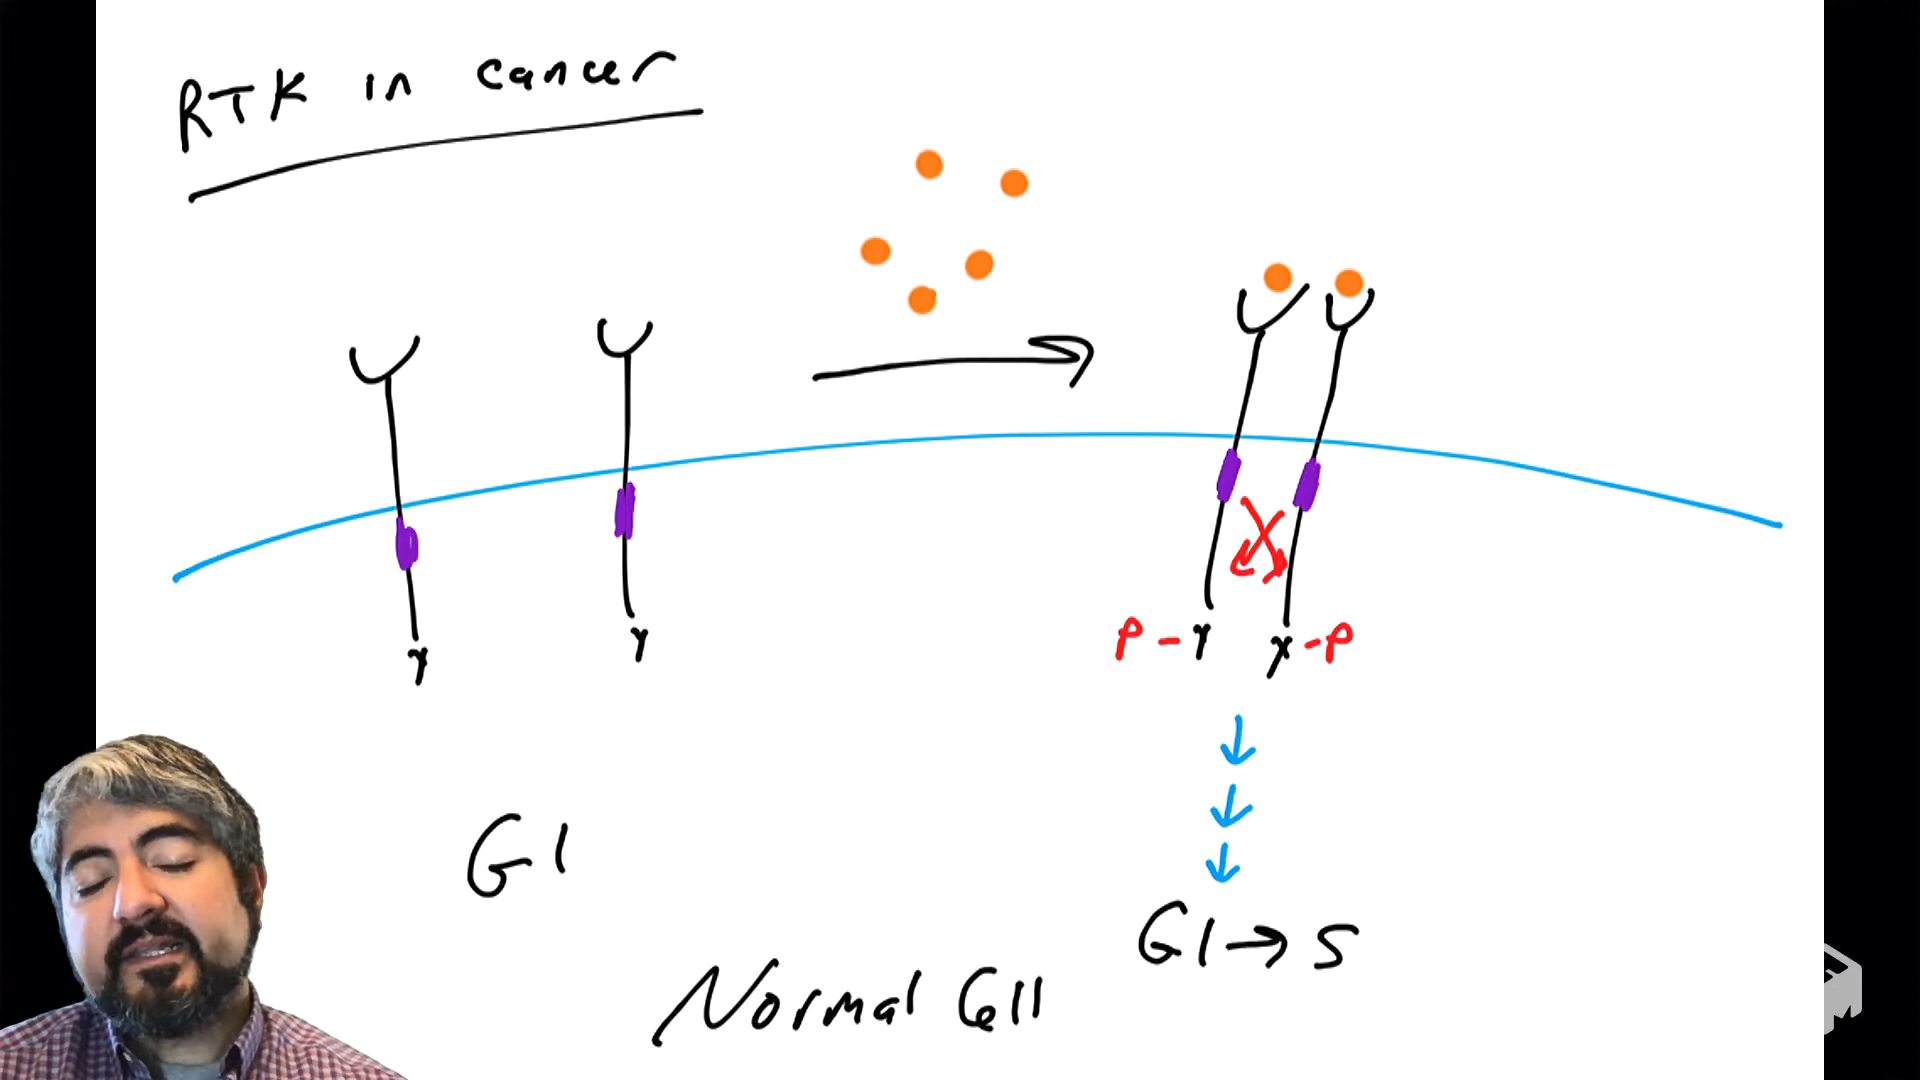 RTK in cancer
Y
Y
P - Y
Y - P
G1
G1 → S
Normal Cell